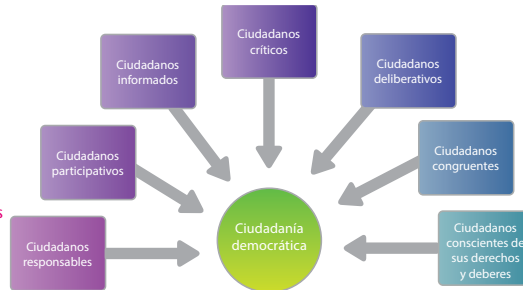 Ciudadanos
críticos
Ciudadanos
informados
Ciudadanos
deliberativos
Ciudadanos
participativos
Ciudadanos
congruentes
Ciudadanía
democrática
s
Ciudadanos
responsables
Ciudadanos
conscientes de
sus derechos
y deberes